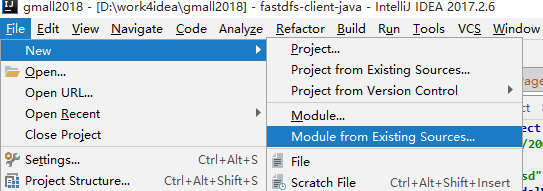 gmall2018 - [D:\work4idea\gmall2018] - fastdfs-client-java - IntelliJ IDEA 2017.2.6
File Edit View Navigate Code Analyze Refactor Build Run Tools VCS Window
New
Open...
Open URL...
Open Recent
Close Project
Settings... Ctrl+Alt+S
Project Structure... Ctrl+Alt+Shift+S
Project...
Project from Existing Sources...
Project from Version Control
Module...
Module from Existing Sources...
File
Scratch File Ctrl+Alt+Shift+Insert